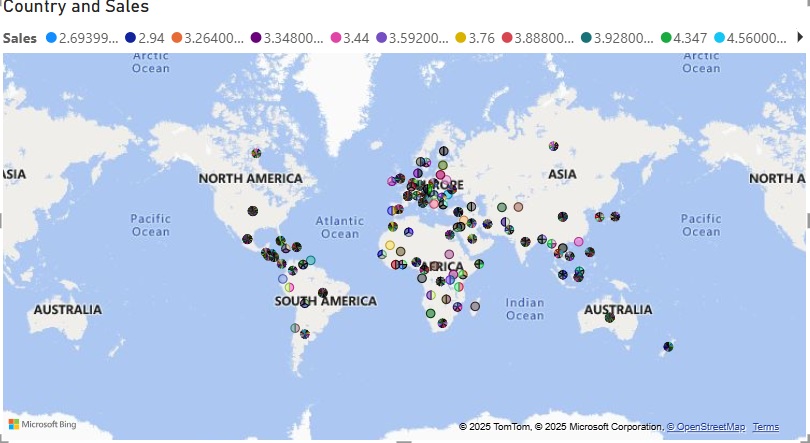 Country and Sales
Sales 2.69399... 2.94 3.26400... 3.34800... 3.44 3.59200... 3.76 3.88800... 3.92800... 4.347 4.56000...
Arctic
Ocean
Arctic
Ocean
ASIA
NORTH AMERICA
EUROPE
ASIA
NORTH A
Pacific
Ocean
Atlantic
Ocean
Pacific
Ocean
AFRICA
AUSTRALIA
SOUTH AMERICA
Indian
Ocean
AUSTRALIA
Microsoft Bing
© 2025 TomTom, © 2025 Microsoft Corporation, © OpenStreetMap Terms